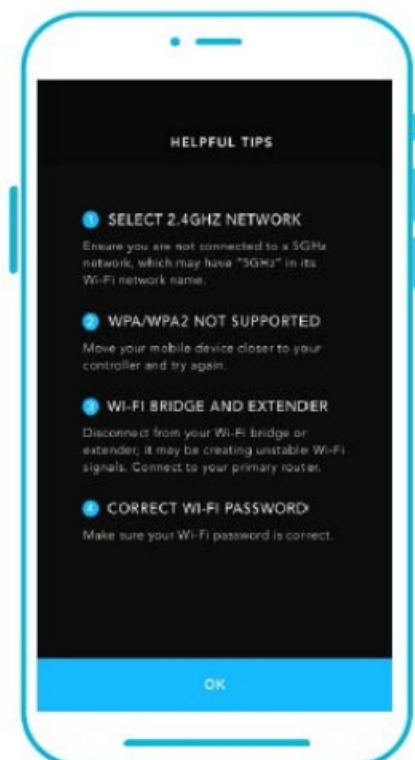 HELPFUL TIPS
1 SELECT 2.4GHZ NETWORK
Ensure you are not connected to a 5GHz
network, which may have "5GHz" in its
Wi-Fi network name.
2 WPA/WPA2 NOT SUPPORTED
Move your mobile device closer to your
controller and try again.
3 WI-FI BRIDGE AND EXTENDER
Disconnect from your Wi-Fi bridge or
extender; it may be creating unstable Wi-Fi
signals. Connect to your primary router.
4 CORRECT WI-FI PASSWORD
Make sure your Wi-Fi password is correct.
OK